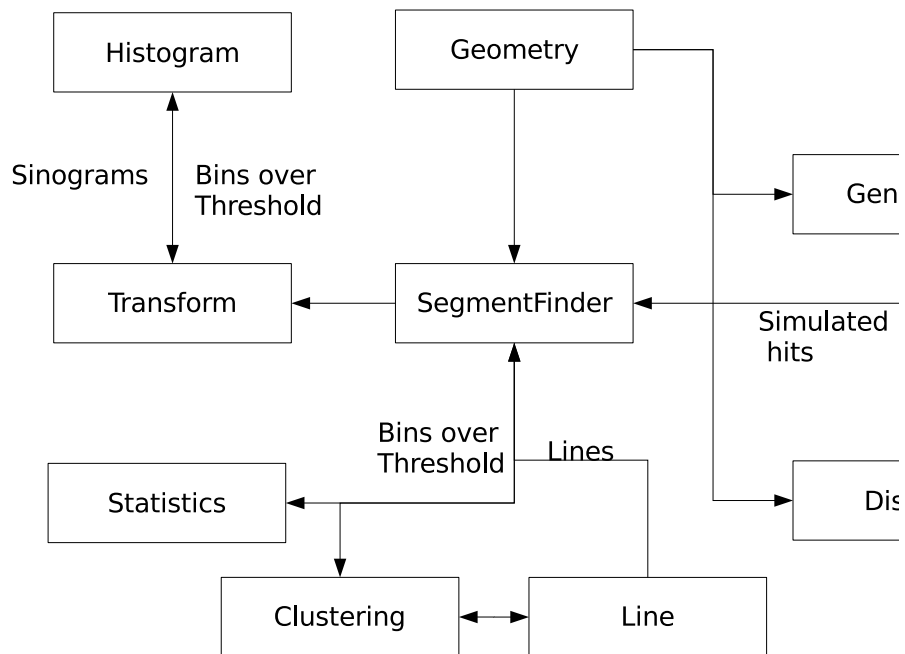 Histogram
Geometry
Sinograms
Bins over
Threshold
Gen
Transform
SegmentFinder
Simulated
hits
Bins over
Threshold
Lines
Statistics
Dis
Clustering
Line